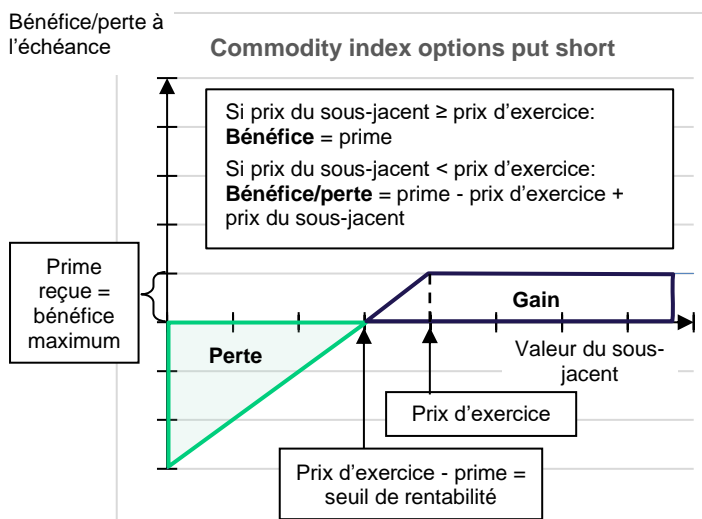 Bénéfice/perte à
l'échéance
Commodity index options put short
Si prix du sous-jacent ≥ prix d'exercice:
Bénéfice = prime
Si prix du sous-jacent < prix d'exercice:
Bénéfice/perte = prime - prix d'exercice +
prix du sous-jacent
Prime
reçue =
bénéfice
maximum
Gain
Perte
Valeur du sous-
jacent
Prix d'exercice
Prix d'exercice - prime =
seuil de rentabilité